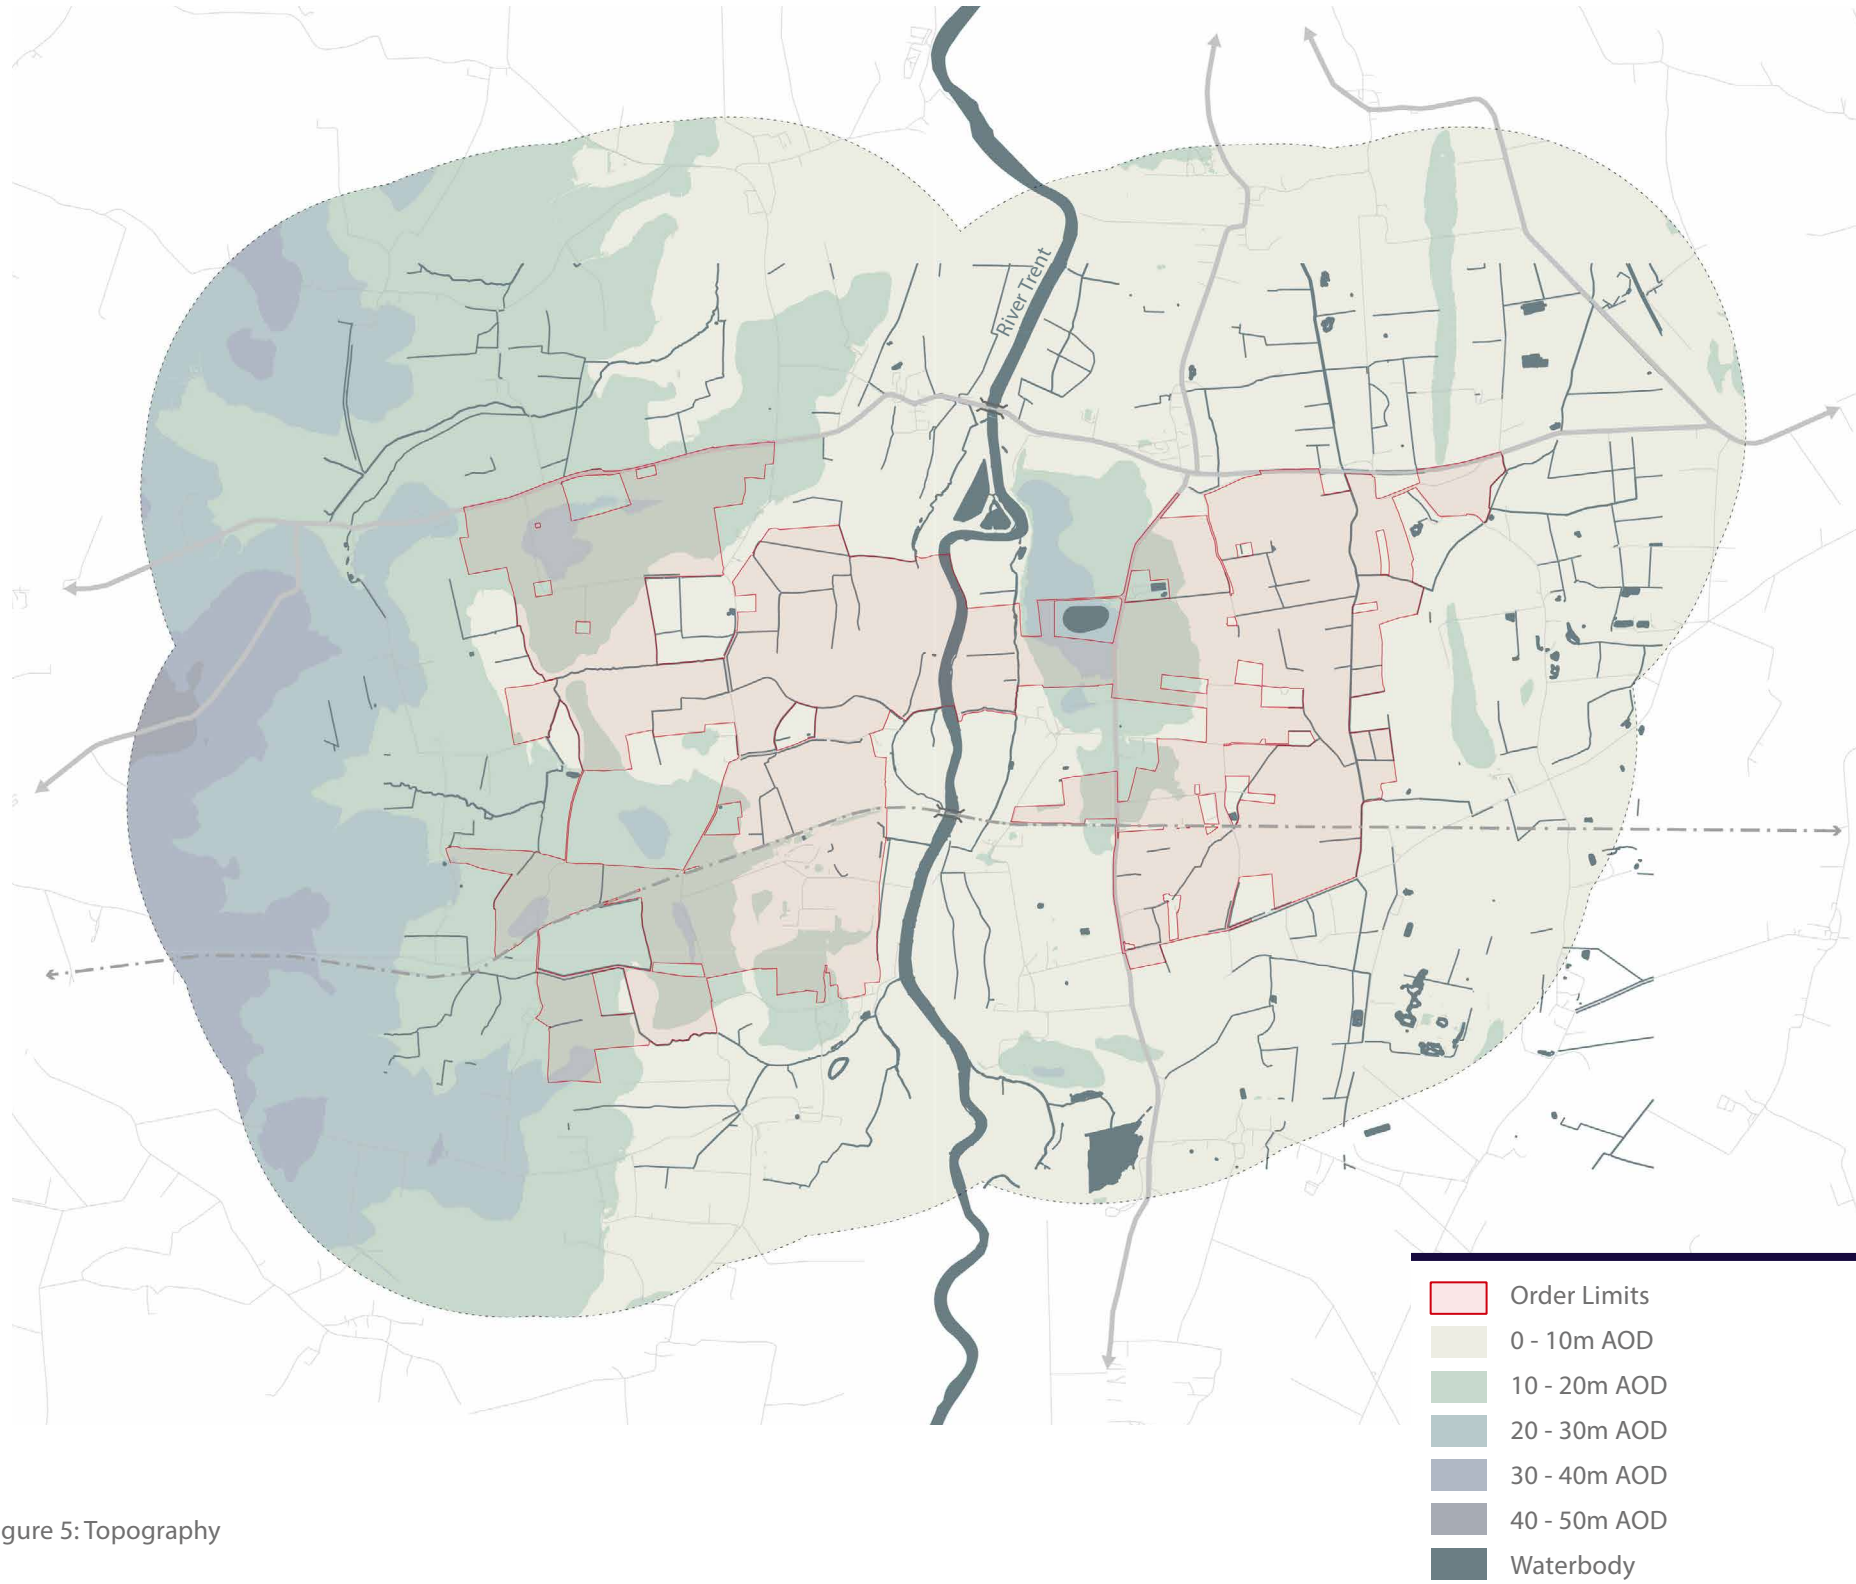 River Trent
Order Limits
0 - 10m AOD
10 - 20m AOD
20 - 30m AOD
30 - 40m AOD
40 - 50m AOD
Waterbody
gure 5: Topography